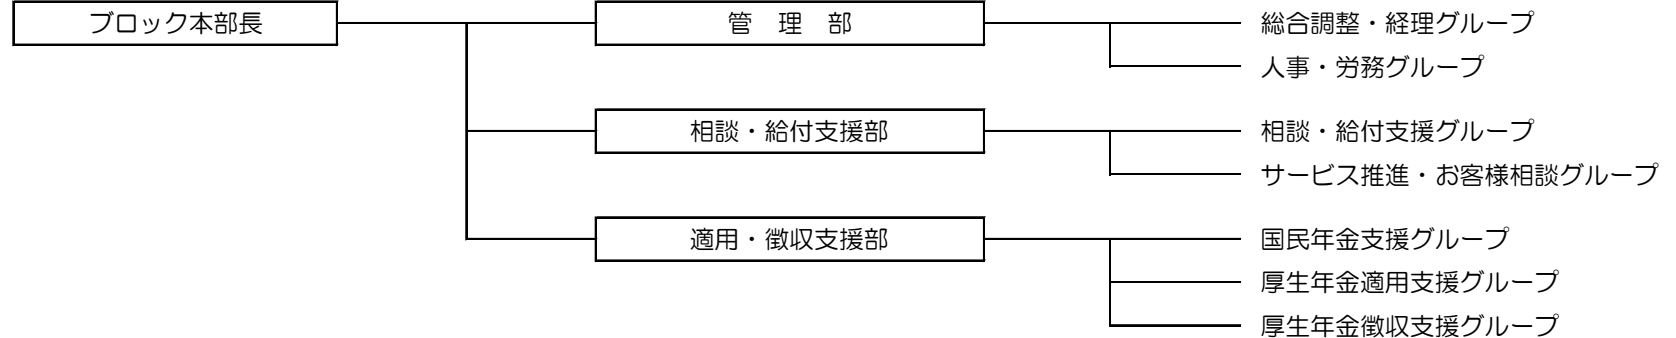 ブロック本部長
管　理　部
総合調整・経理グループ
人事・労務グループ
相談・給付支援部
相談・給付支援グループ
サービス推進・お客様相談グループ
適用・徴収支援部
国民年金支援グループ
厚生年金適用支援グループ
厚生年金徴収支援グループ